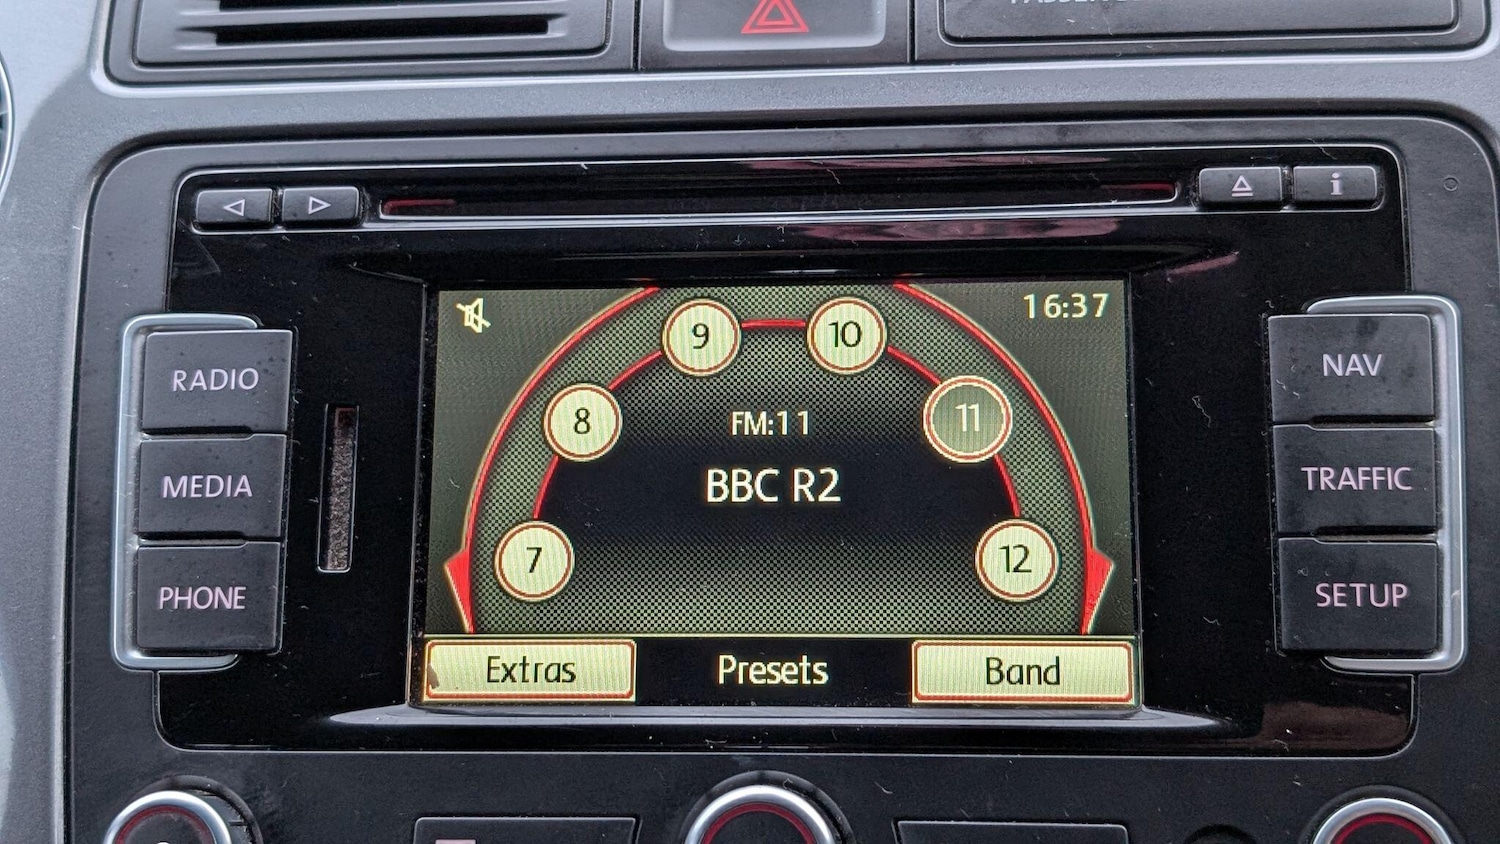 i
RADIO
MEDIA
PHONE
16:37
7
8
9
10
11
12
FM:11
BBC R2
Extras
Presets
Band
NAV
TRAFFIC
SETUP